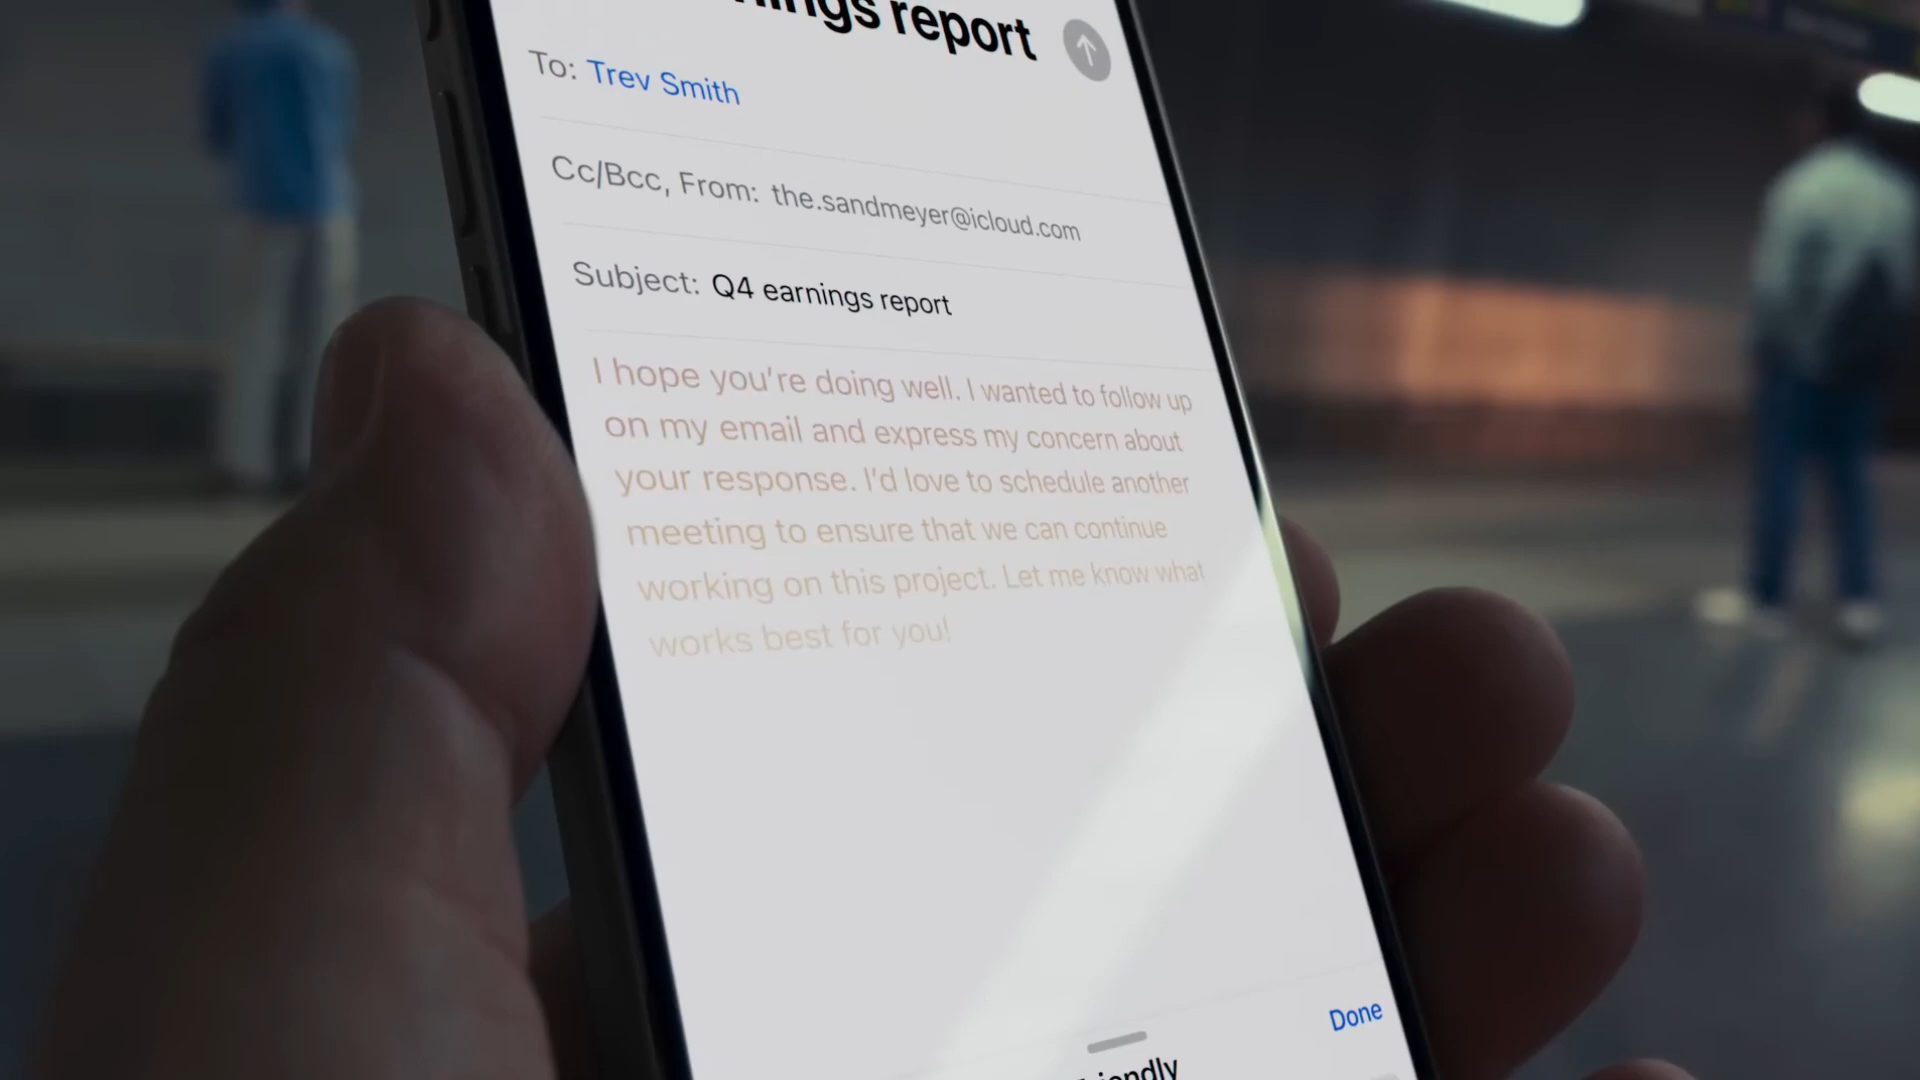 report
To: Trev Smith
Cc/Bcc, From: the.sandmeyer@icloud.com
Subject: Q4 earnings report
I hope you’re doing well. I wanted to follow up
on my email and express my concern about
your response. I’d love to schedule another
meeting to ensure that we can continue
working on this project. Let me know what
works best for you!
Done